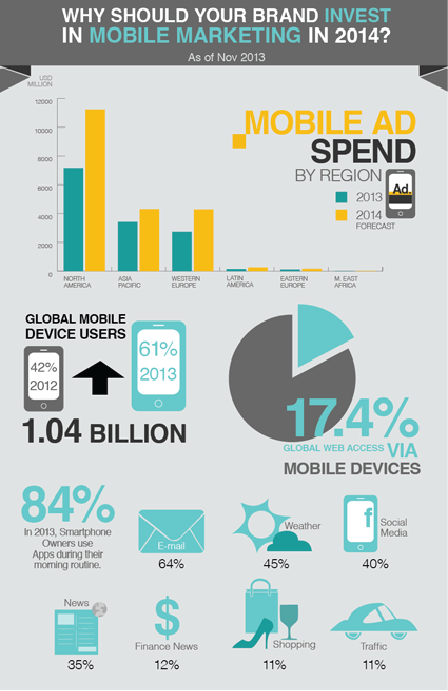 WHY SHOULD YOUR BRAND INVEST
IN MOBILE MARKETING IN 2014?
As of Nov 2013
USD
MILLION
12000
10000
8000
6000
4000
2000
0
NIORTH
AMERICA
ASIA
PACIFIC
WESTERN
EUROPE
LATINI
AMERICA
EASTERN
EUROPE
M. EAST
AFRICA
MOBILE AD
SPEND
BY REGION
Ad.
2013
2014
FORECAST
GLOBAL MOBILE
DEVICE USERS
42%
2012
61%
2013
1.04 BILLION
17.4%
GLOBAL WEB ACCESS VIA
MOBILE DEVICES
84%
In 2013, Smartphone
Owners use
Apps during their
morning routine.
E-mail
64%
Weather
45%
f
Social
Media
40%
News
35%
$
Finance News
12%
Shopping
11%
Traffic
11%